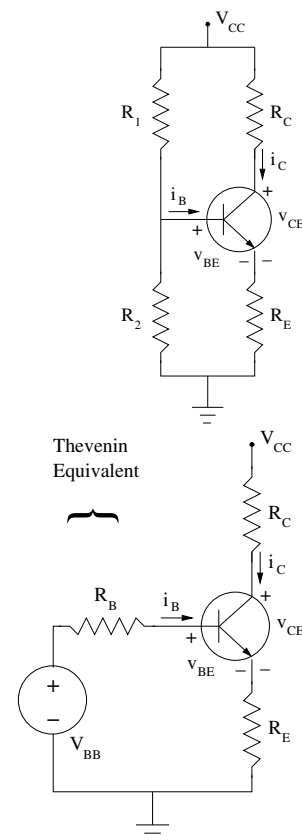 V_CC
R_1 R_C
i_C
i_B + +
v_CE
v_BE − −
R_2 R_E
Thevenin
Equivalent
V_CC
R_C
i_C
R_B i_B + +
v_CE
v_BE − −
+
−
V_BB
R_E